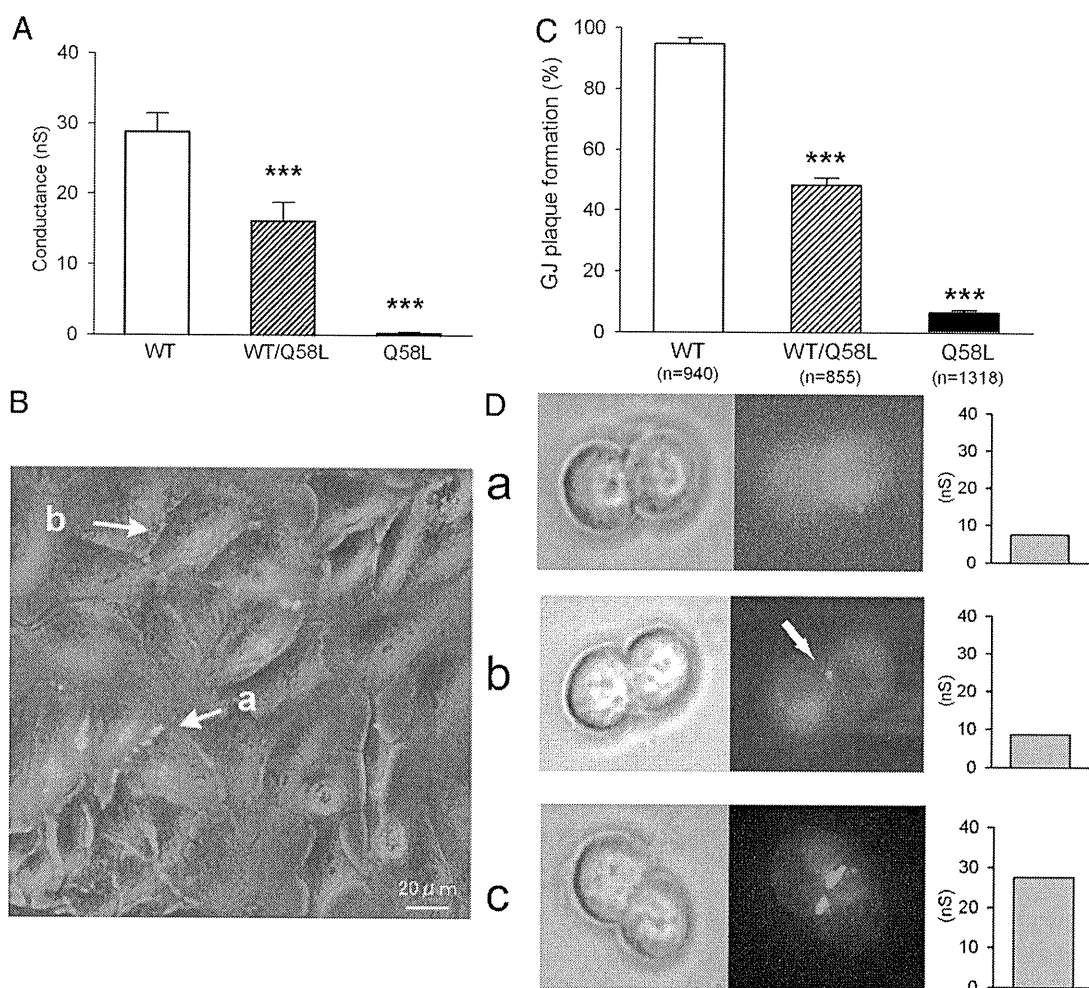 A
Conductance (nS)
40
30
20
10
0
***
***
WT
WT/Q58L
Q58L
C
GJ plaque formation (%)
100
80
60
40
20
0
***
***
WT
WT/Q58L
Q58L
(n=940)
(n=855)
(n=1318)
B
b
a
20 μm
D
a
(nS)
40
30
20
10
0
b
(nS)
40
30
20
10
0
c
(nS)
40
30
20
10
0